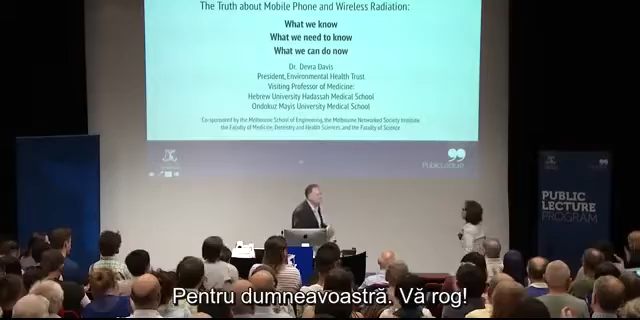 The Truth about Mobile Phone and Wireless Radiation:
What we know
What we need to know
What we can do now
Dr. Devra Davis
President, Environmental Health Trust
Visiting Professor of Medicine:
Hebrew University Hadassah Medical School
Ondokuz Mayis University Medical School
Co-sponsored by the Melbourne School of Engineering, the Melbourne Networked Society Institute,
the Faculty of Medicine, Dentistry and Health Sciences, and the Faculty of Science
PublicLecture
PUBLIC
LECTURE
PROGRAM
Pentru dumneavoastră. Vă rog!